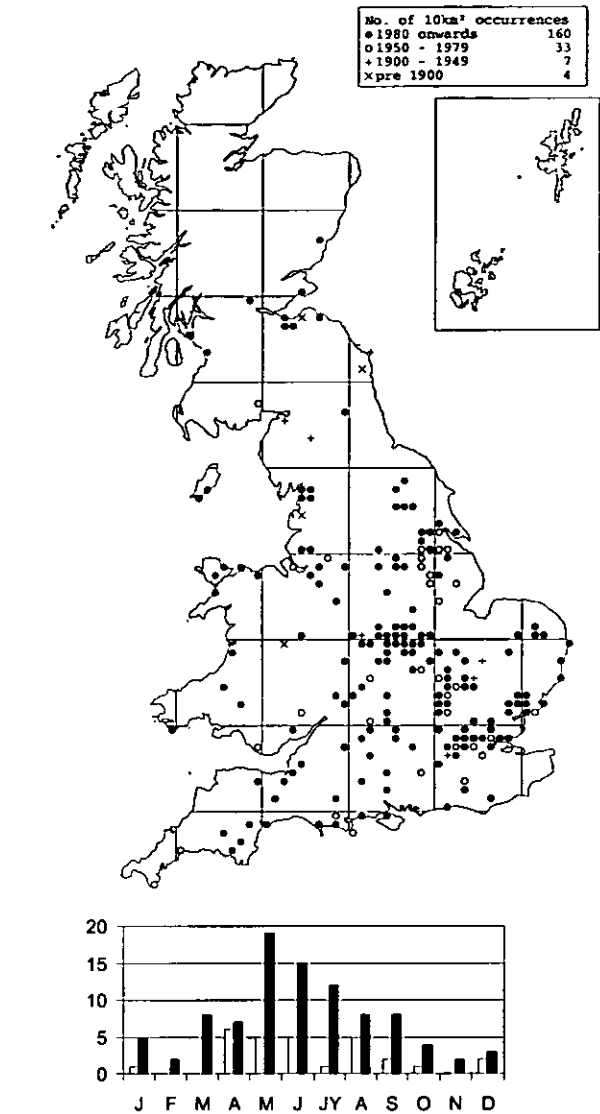 No. of 10km² occurrences
● 1980 onwards 160
○ 1950 - 1979 33
+ 1900 - 1949 7
× pre 1900 4
20
15
10
5
0
J F M A M J JY A S O N D